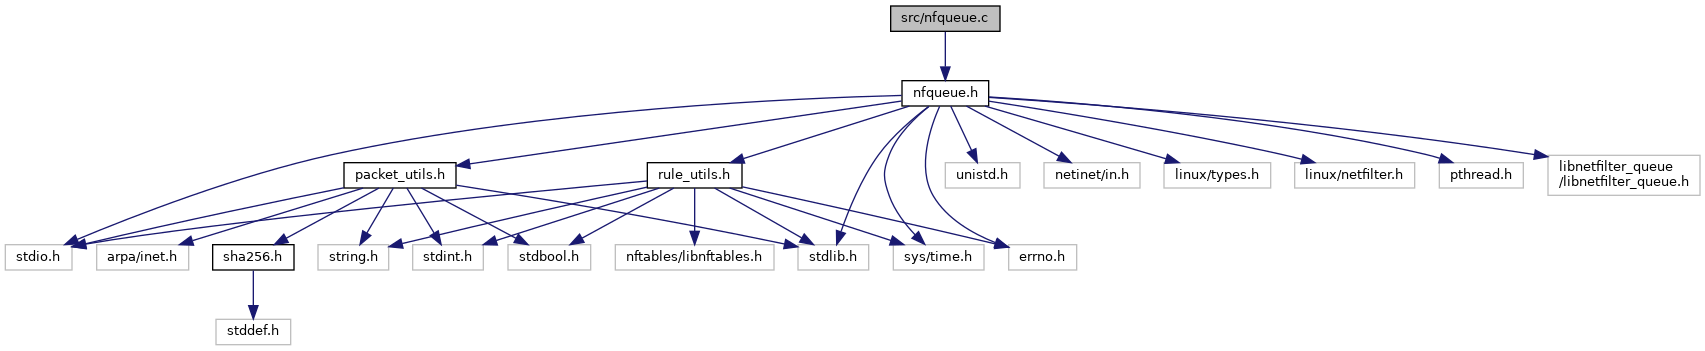 src/nfqueue.c
nfqueue.h
packet_utils.h
rule_utils.h
unistd.h
netinet/in.h
linux/types.h
linux/netfilter.h
pthread.h
libnetfilter_queue
/libnetfilter_queue.h
stdio.h
arpa/inet.h
sha256.h
string.h
stdint.h
stdbool.h
nftables/libnftables.h
stdlib.h
sys/time.h
errno.h
stddef.h